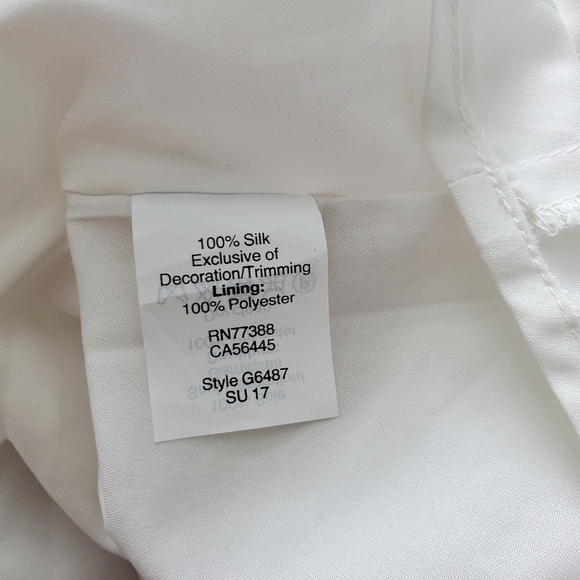 100% Silk
Exclusive of
Decoration/Trimming
Lining:
100% Polyester
RN77388
CA56445
Style G6487
SU 17